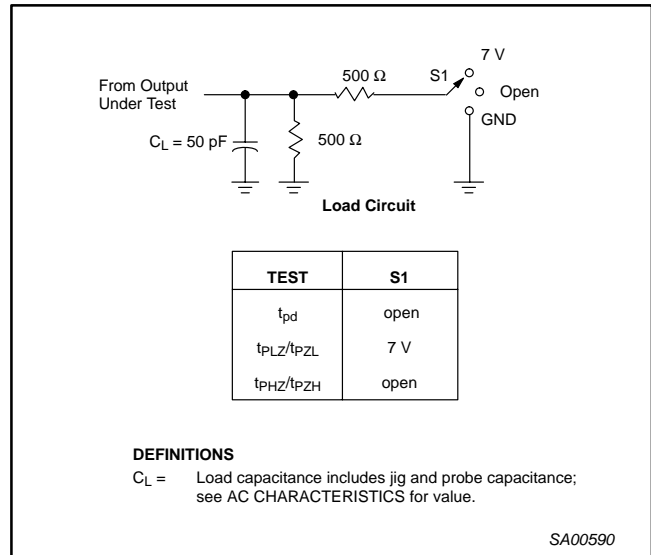 7 V
500 Ω
S1
From Output
Under Test
Open
GND
C_L = 50 pF
500 Ω
Load Circuit
TEST S1
t_pd open
t_PLZ/t_PZL 7 V
t_PHZ/t_PZH open
DEFINITIONS
C_L = Load capacitance includes jig and probe capacitance;
see AC CHARACTERISTICS for value.
SA00590